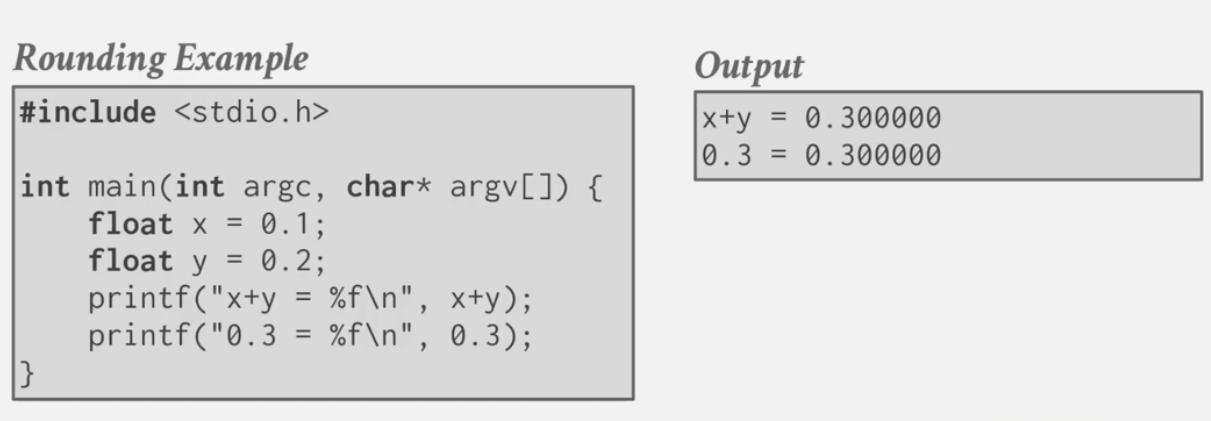 Rounding Example
#include <stdio.h>
int main(int argc, char* argv[]) {
    float x = 0.1;
    float y = 0.2;
    printf("x+y = %f\n", x+y);
    printf("0.3 = %f\n", 0.3);
}
Output
x+y = 0.300000
0.3 = 0.300000